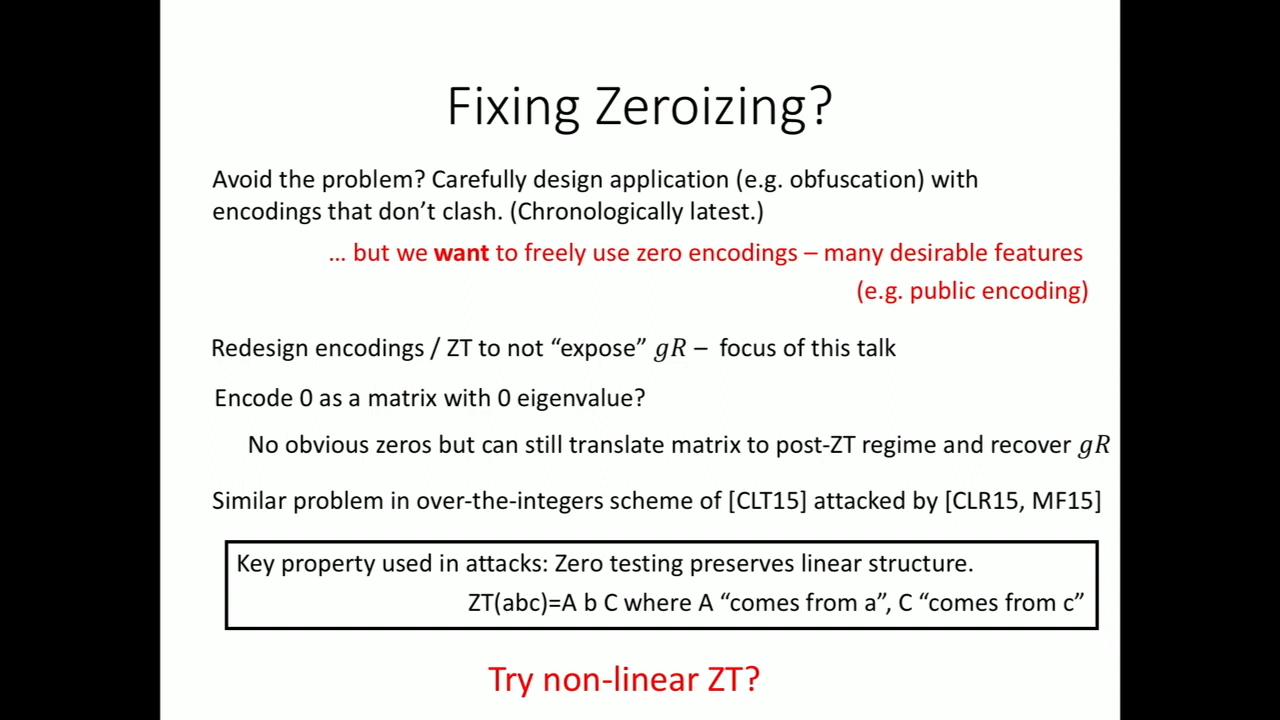 Fixing Zeroizing?
Avoid the problem? Carefully design application (e.g. obfuscation) with
encodings that don't clash. (Chronologically latest.)
... but we want to freely use zero encodings – many desirable features
(e.g. public encoding)
Redesign encodings / ZT to not “expose” gR – focus of this talk
Encode 0 as a matrix with 0 eigenvalue?
No obvious zeros but can still translate matrix to post-ZT regime and recover gR
Similar problem in over-the-integers scheme of [CLT15] attacked by [CLR15, MF15]
Key property used in attacks: Zero testing preserves linear structure.
ZT(abc)=A b C where A “comes from a”, C “comes from c”
Try non-linear ZT?